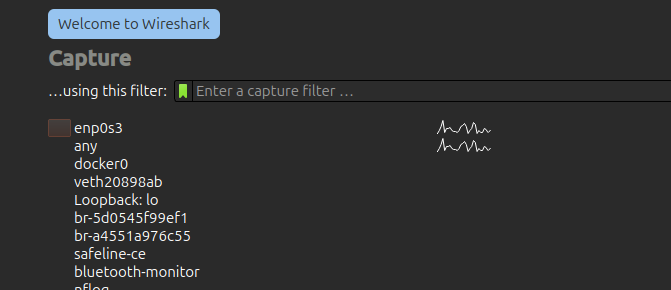 Welcome to Wireshark
Capture
...using this filter: Enter a capture filter ...
enp0s3
any
docker0
veth20898ab
Loopback: lo
br-5d0545f99ef1
br-a4551a976c55
safeline-ce
bluetooth-monitor
nflog